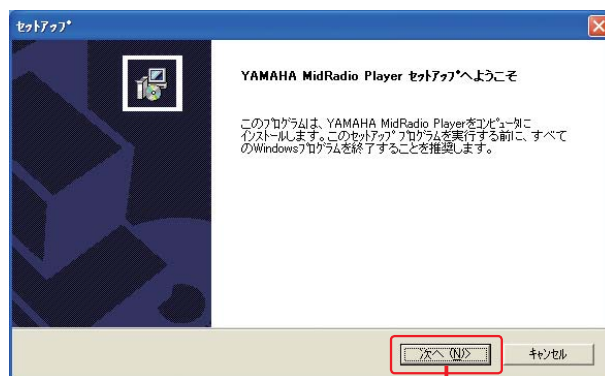 セットアップ
YAMAHA MidRadio Player セットアップへようこそ
このプログラムは、YAMAHA MidRadio Playerをコンピュータに
インストールします。このセットアップ プログラムを実行する前に、すべて
のWindowsプログラムを終了することを推奨します。
次へ (N)>
キャンセル